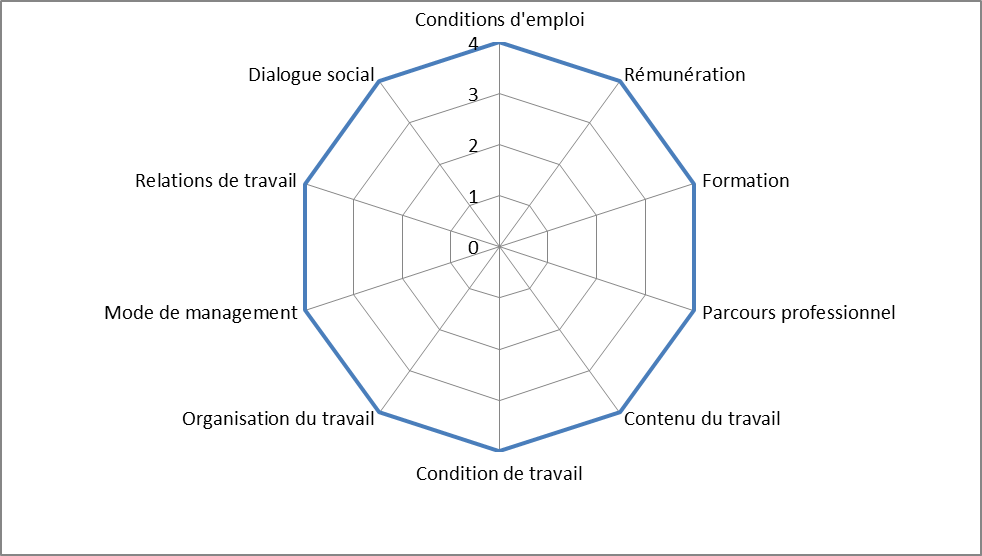 Conditions d'emploi
4
Dialogue social
Rémunération
3
2
Relations de travail
Formation
1
0
Mode de management
Parcours professionnel
Organisation du travail
Contenu du travail
Condition de travail